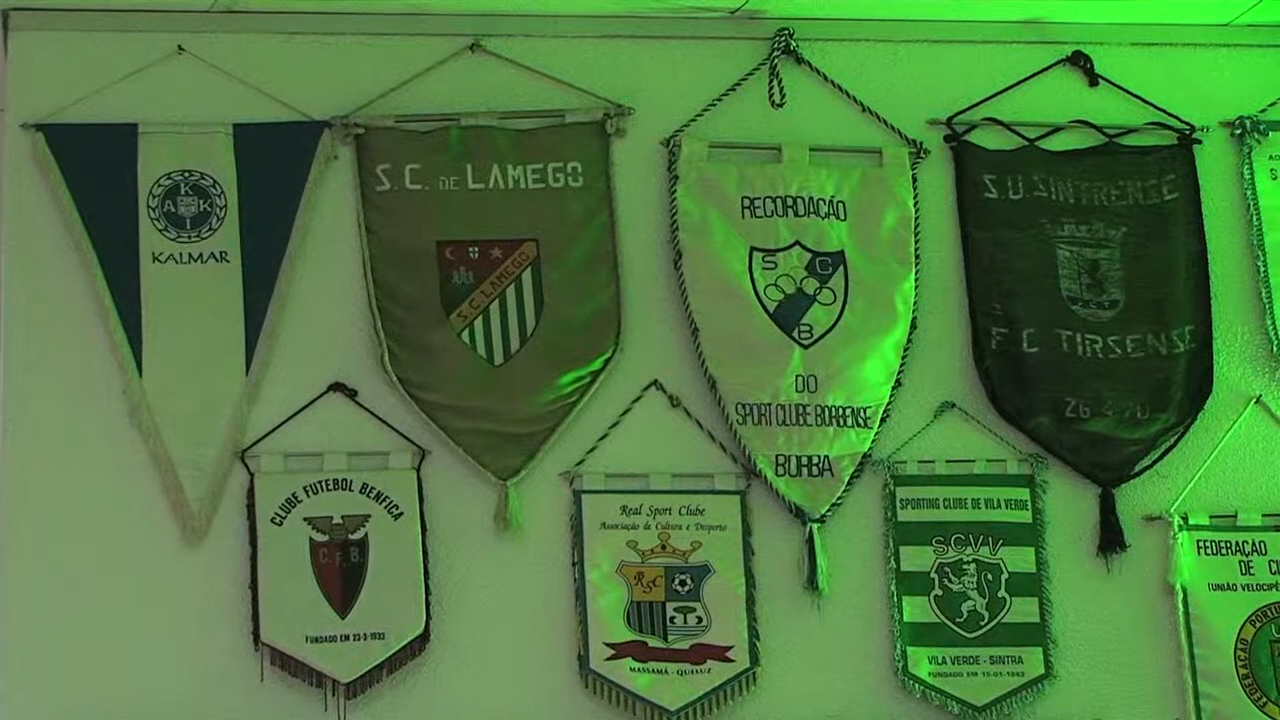 K
A K
I
KALMAR
S.C. DE LAMEGO
S.C. LAMEGO
RECORDAÇÃO
S C
B
DO
SPORT CLUBE BORBENSE
BORBA
S.U. SINTRENSE
F.C TIRSENSE
26.4.70
CLUBE FUTEBOL BENFICA
C.F.B.
FUNDADO EM 23-3-1933
Real Sport Clube
Associação de Cultura e Desporto
RSC
MASSAMÁ - QUELUZ
SPORTING CLUBE DE VILA VERDE
SCVV
VILA VERDE - SINTRA
FUNDADO EM 15-01-1943
FEDERAÇÃO
DE
(UNIÃO
FEDERAÇÃO